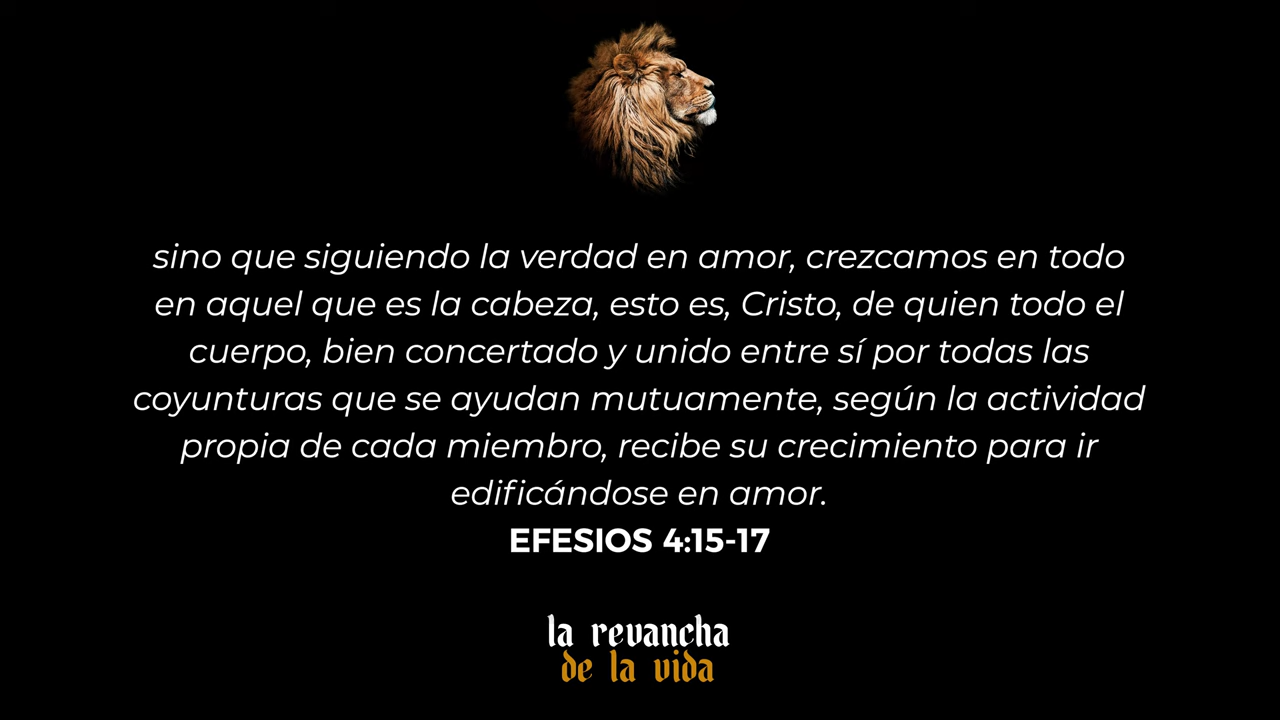 sino que siguiendo la verdad en amor, crezcamos en todo
en aquel que es la cabeza, esto es, Cristo, de quien todo el
cuerpo, bien concertado y unido entre sí por todas las
coyunturas que se ayudan mutuamente, según la actividad
propia de cada miembro, recibe su crecimiento para ir
edificándose en amor.
EFESIOS 4:15-17
la revancha
de la vida